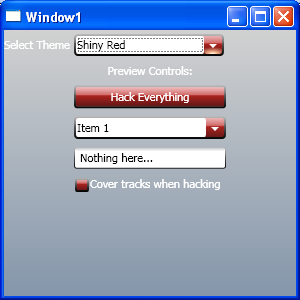 Window1
Select Theme Shiny Red
Preview Controls:
Hack Everything
Item 1
Nothing here...
Cover tracks when hacking